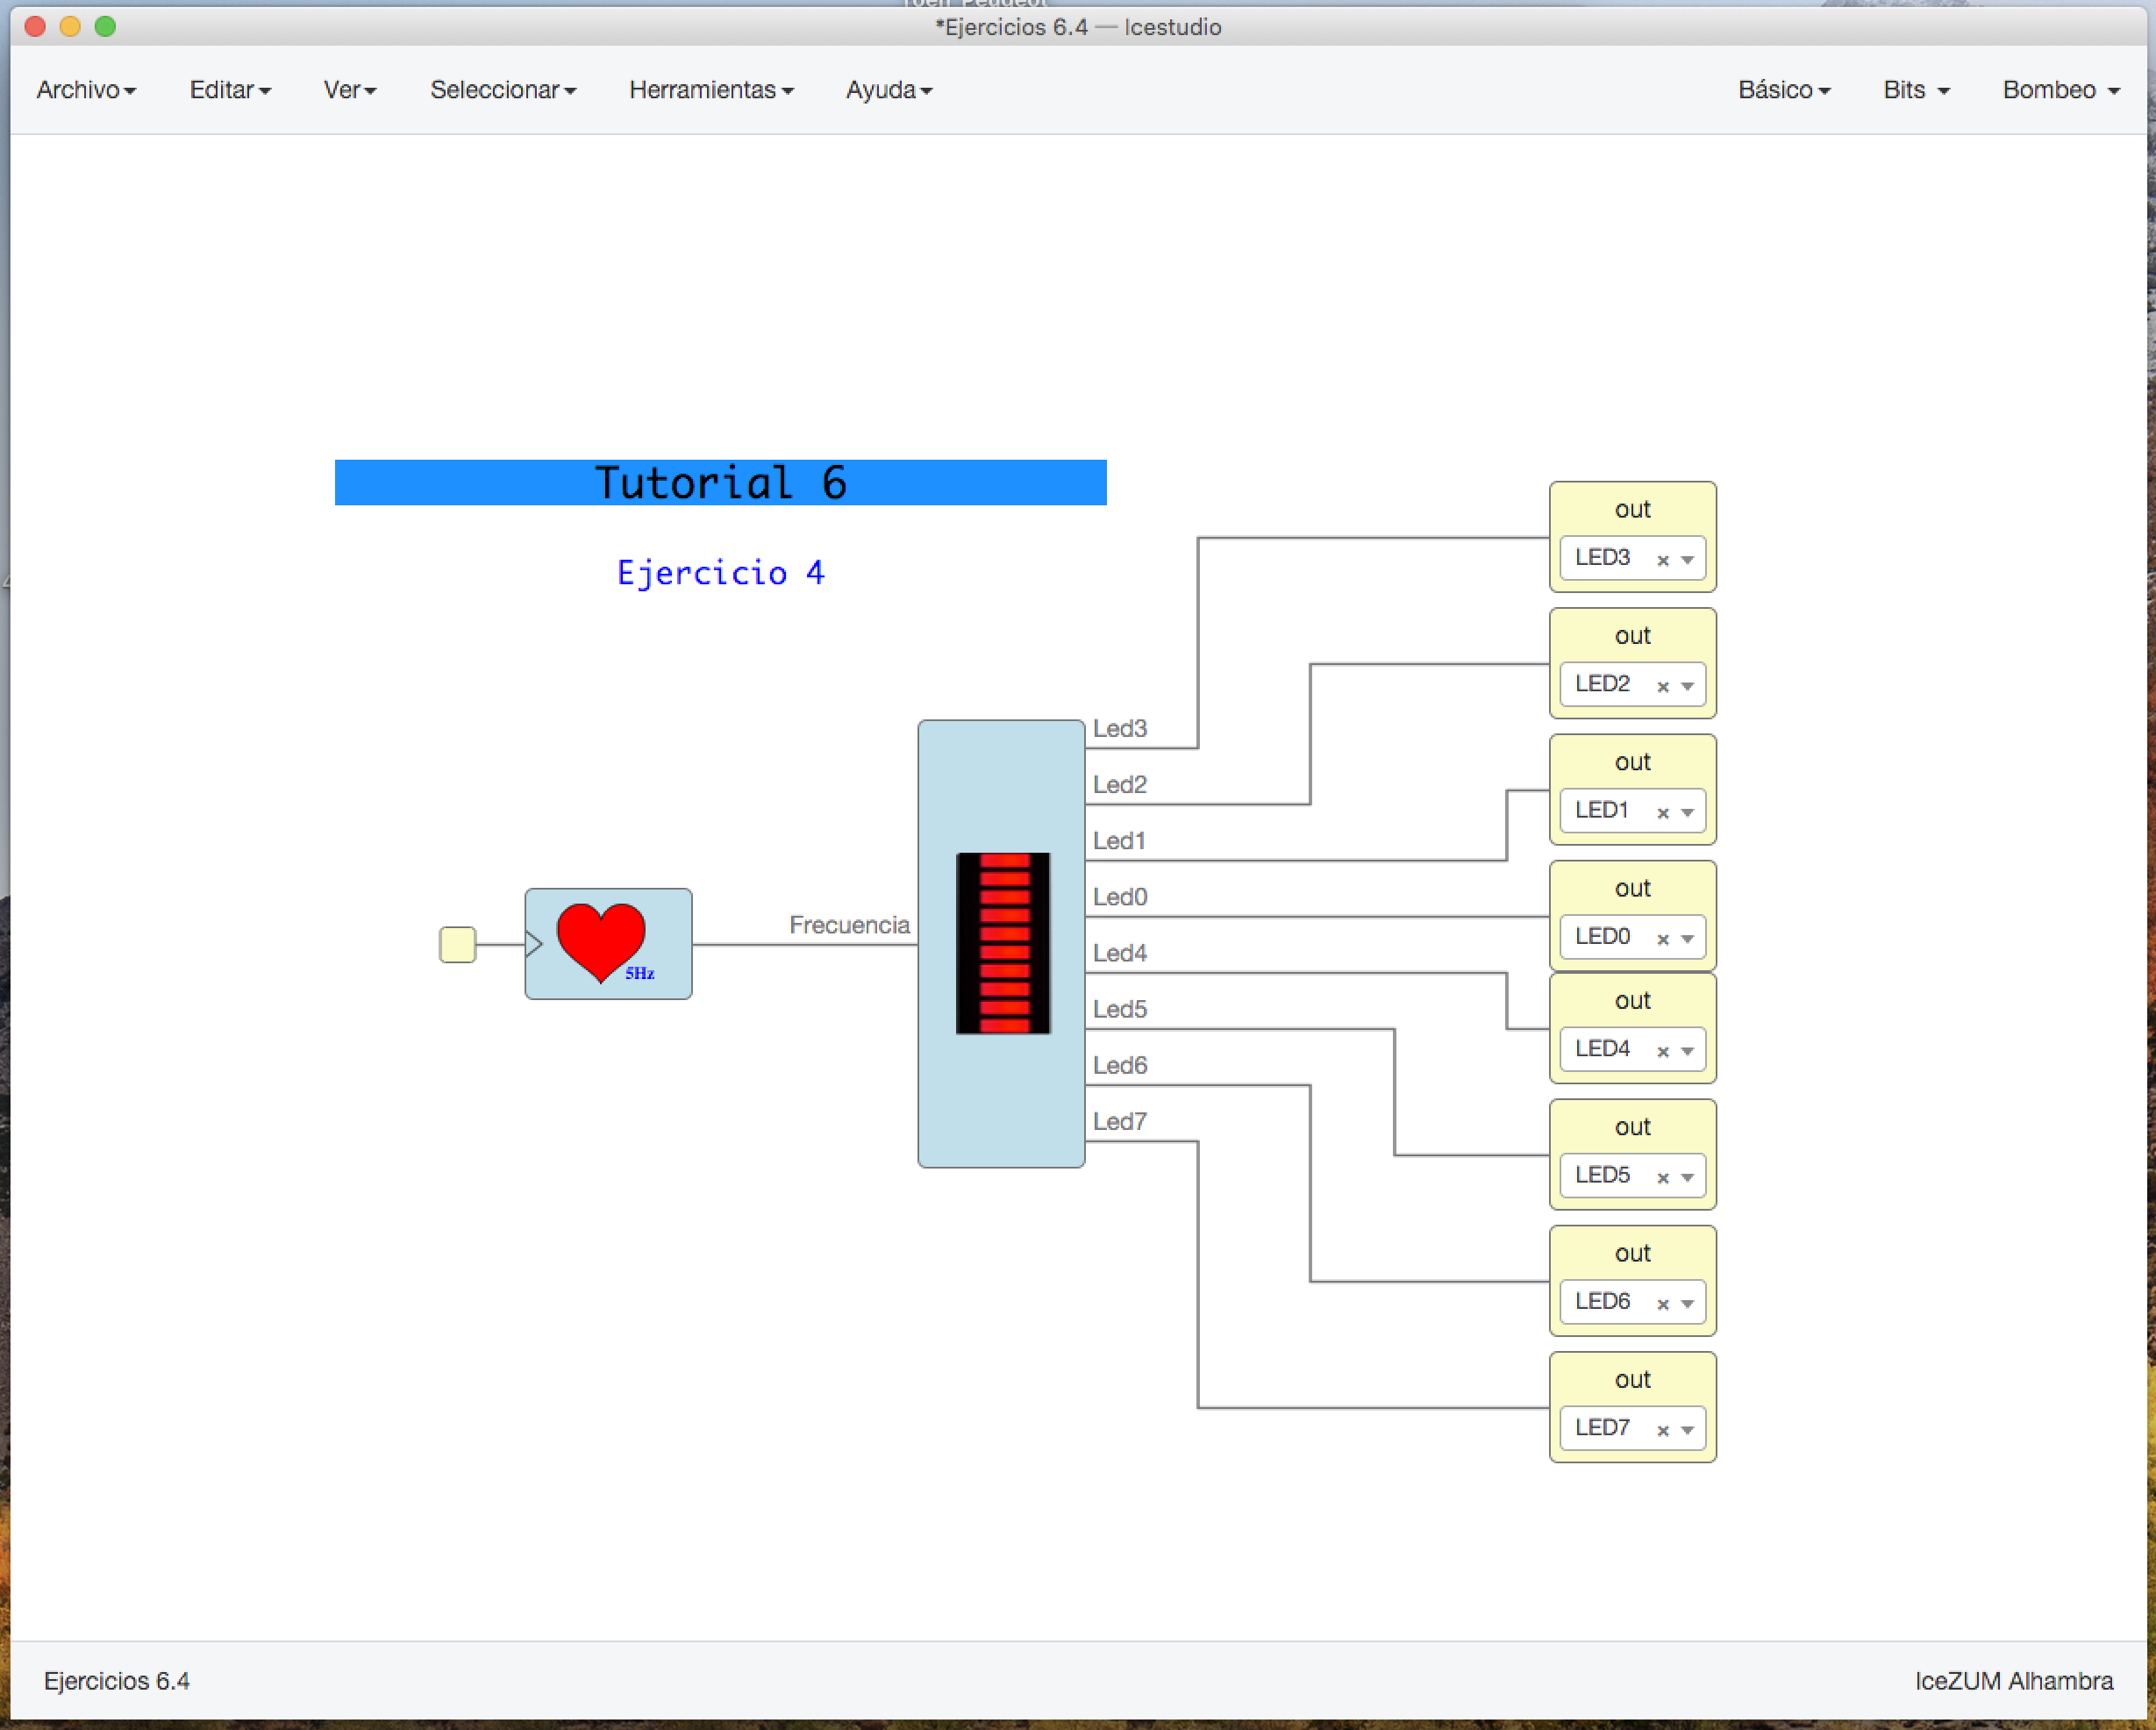 *Ejercicios 6.4 — Icestudio
Archivo Editar Ver Seleccionar Herramientas Ayuda Básico Bits Bombeo
Tutorial 6
Ejercicio 4
out
LED3
out
LED2
out
LED1
out
LED0
out
LED4
out
LED5
out
LED6
out
LED7
Led3
Led2
Led1
Led0
Led4
Led5
Led6
Led7
Frecuencia
5Hz
Ejercicios 6.4
IceZUM Alhambra